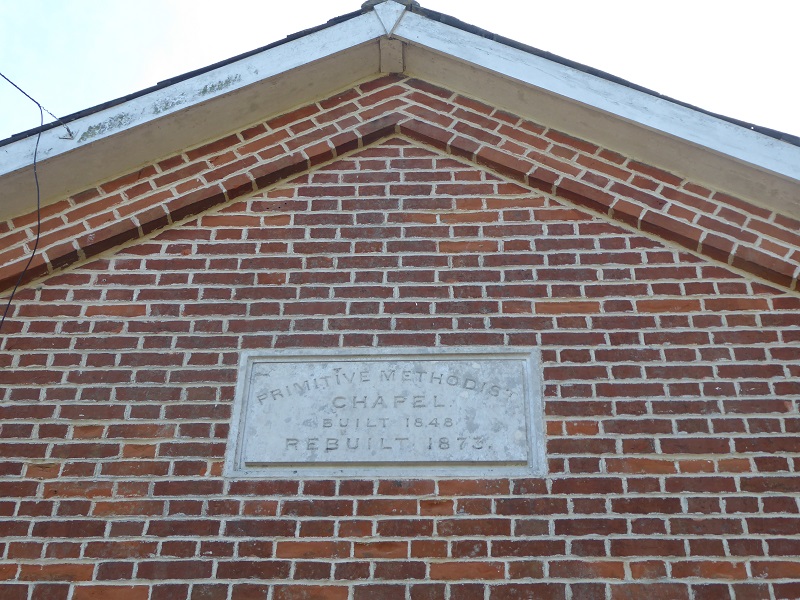 PRIMITIVE METHODIST
CHAPEL.
BUILT 1848
REBUILT 1873.